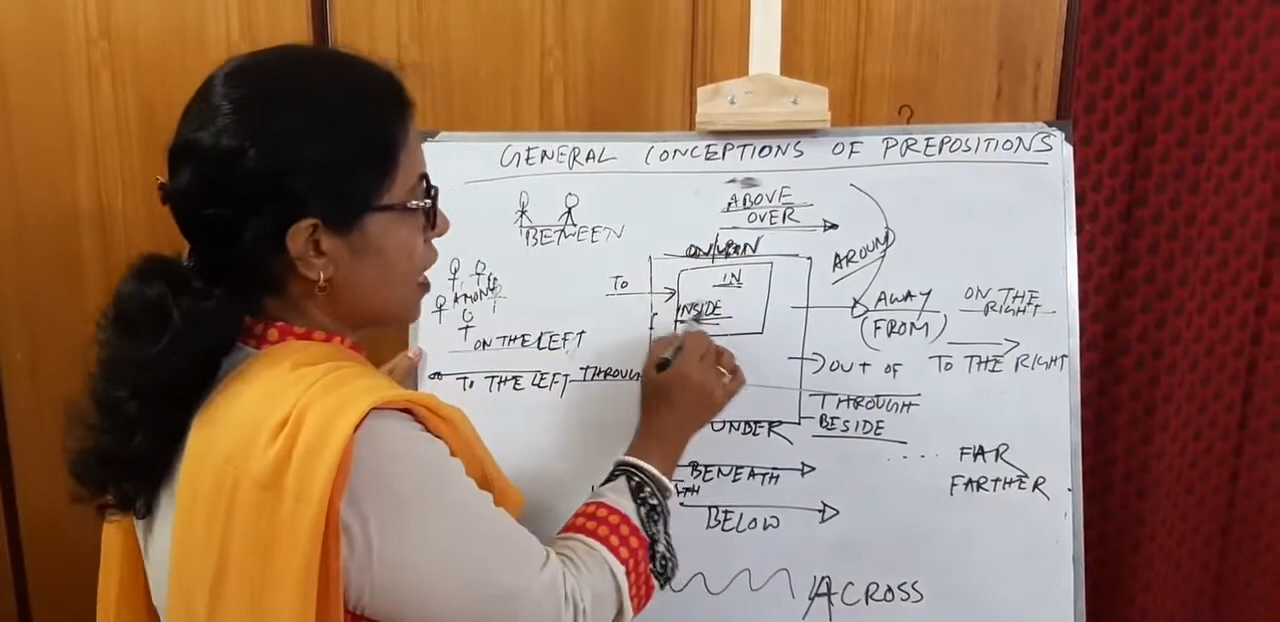 GENERAL CONCEPTIONS OF PREPOSITIONS
ABOVE
OVER
BETWEEN
ON/UPON
AROUND
TO
IN
INSIDE
AMONG
AWAY
(FROM)
ON THE
RIGHT
ON THE LEFT
TO THE LEFT
THROUGH
OUT OF
TO THE RIGHT
THROUGH
BESIDE
UNDER
FAR
FARTHER
BENEATH
BELOW
ACROSS